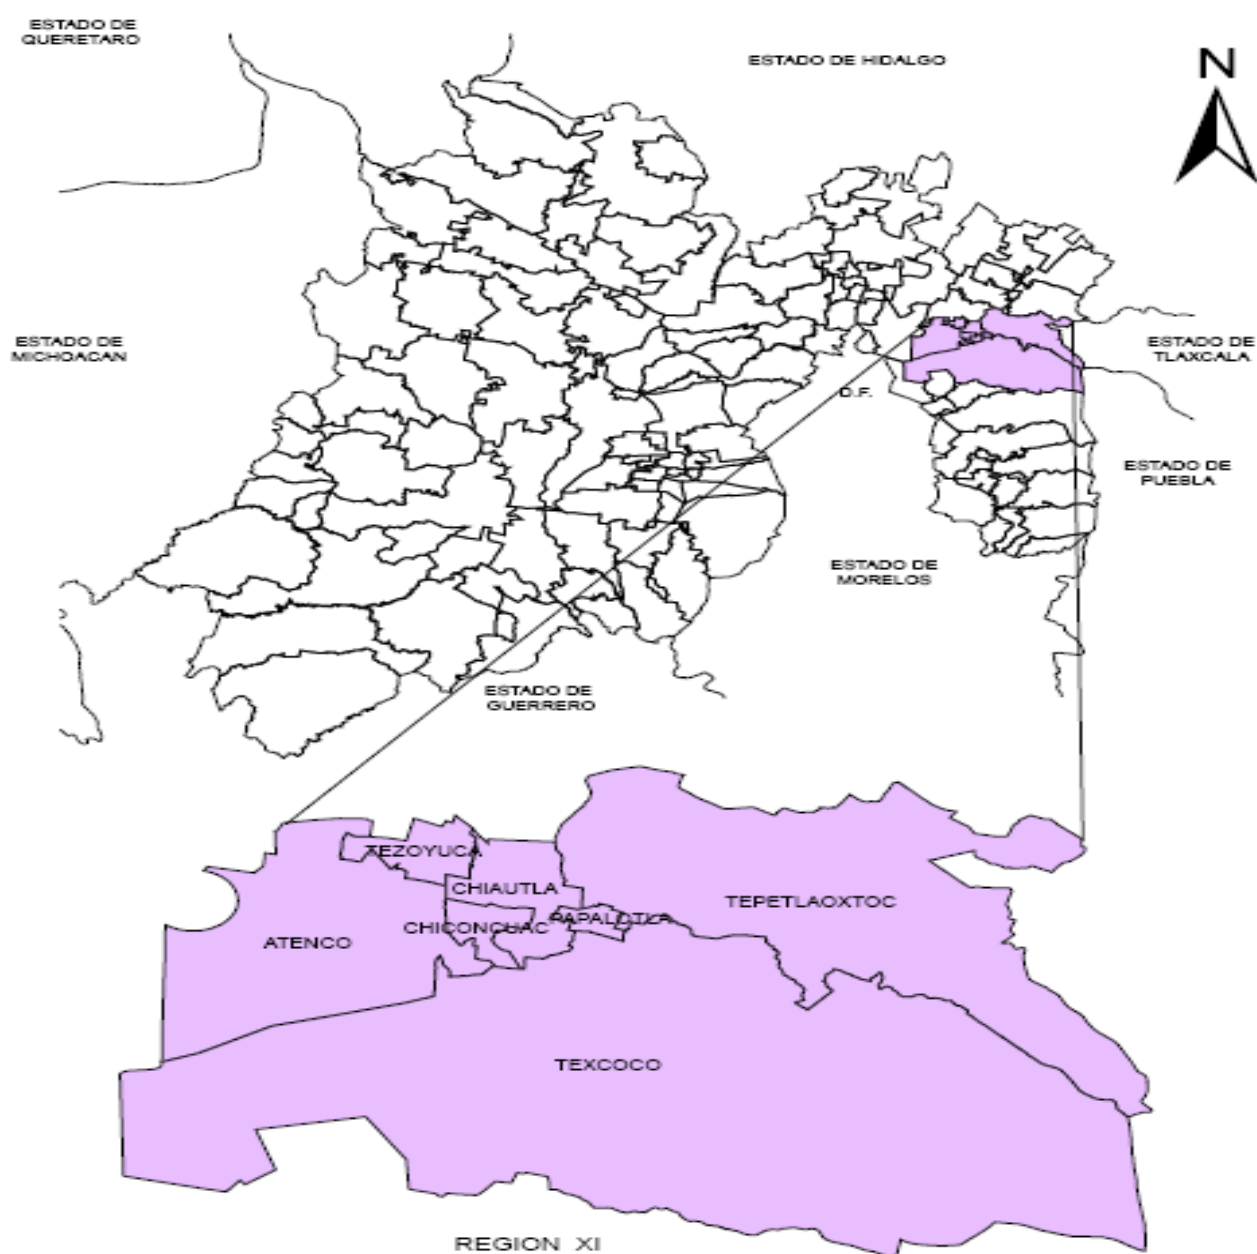 ESTADO DE
QUERETARO
ESTADO DE HIDALGO
N
ESTADO DE
MICHOACAN
ESTADO DE
TLAXCALA
D.F.
ESTADO DE
PUEBLA
ESTADO DE
MORELOS
ESTADO DE
GUERRERO
TEZOYUCA
CHIAUTLA
TEPETLAOXTOC
PAPALOTLA
CHICONCUAC
ATENCO
TEXCOCO
REGION XI